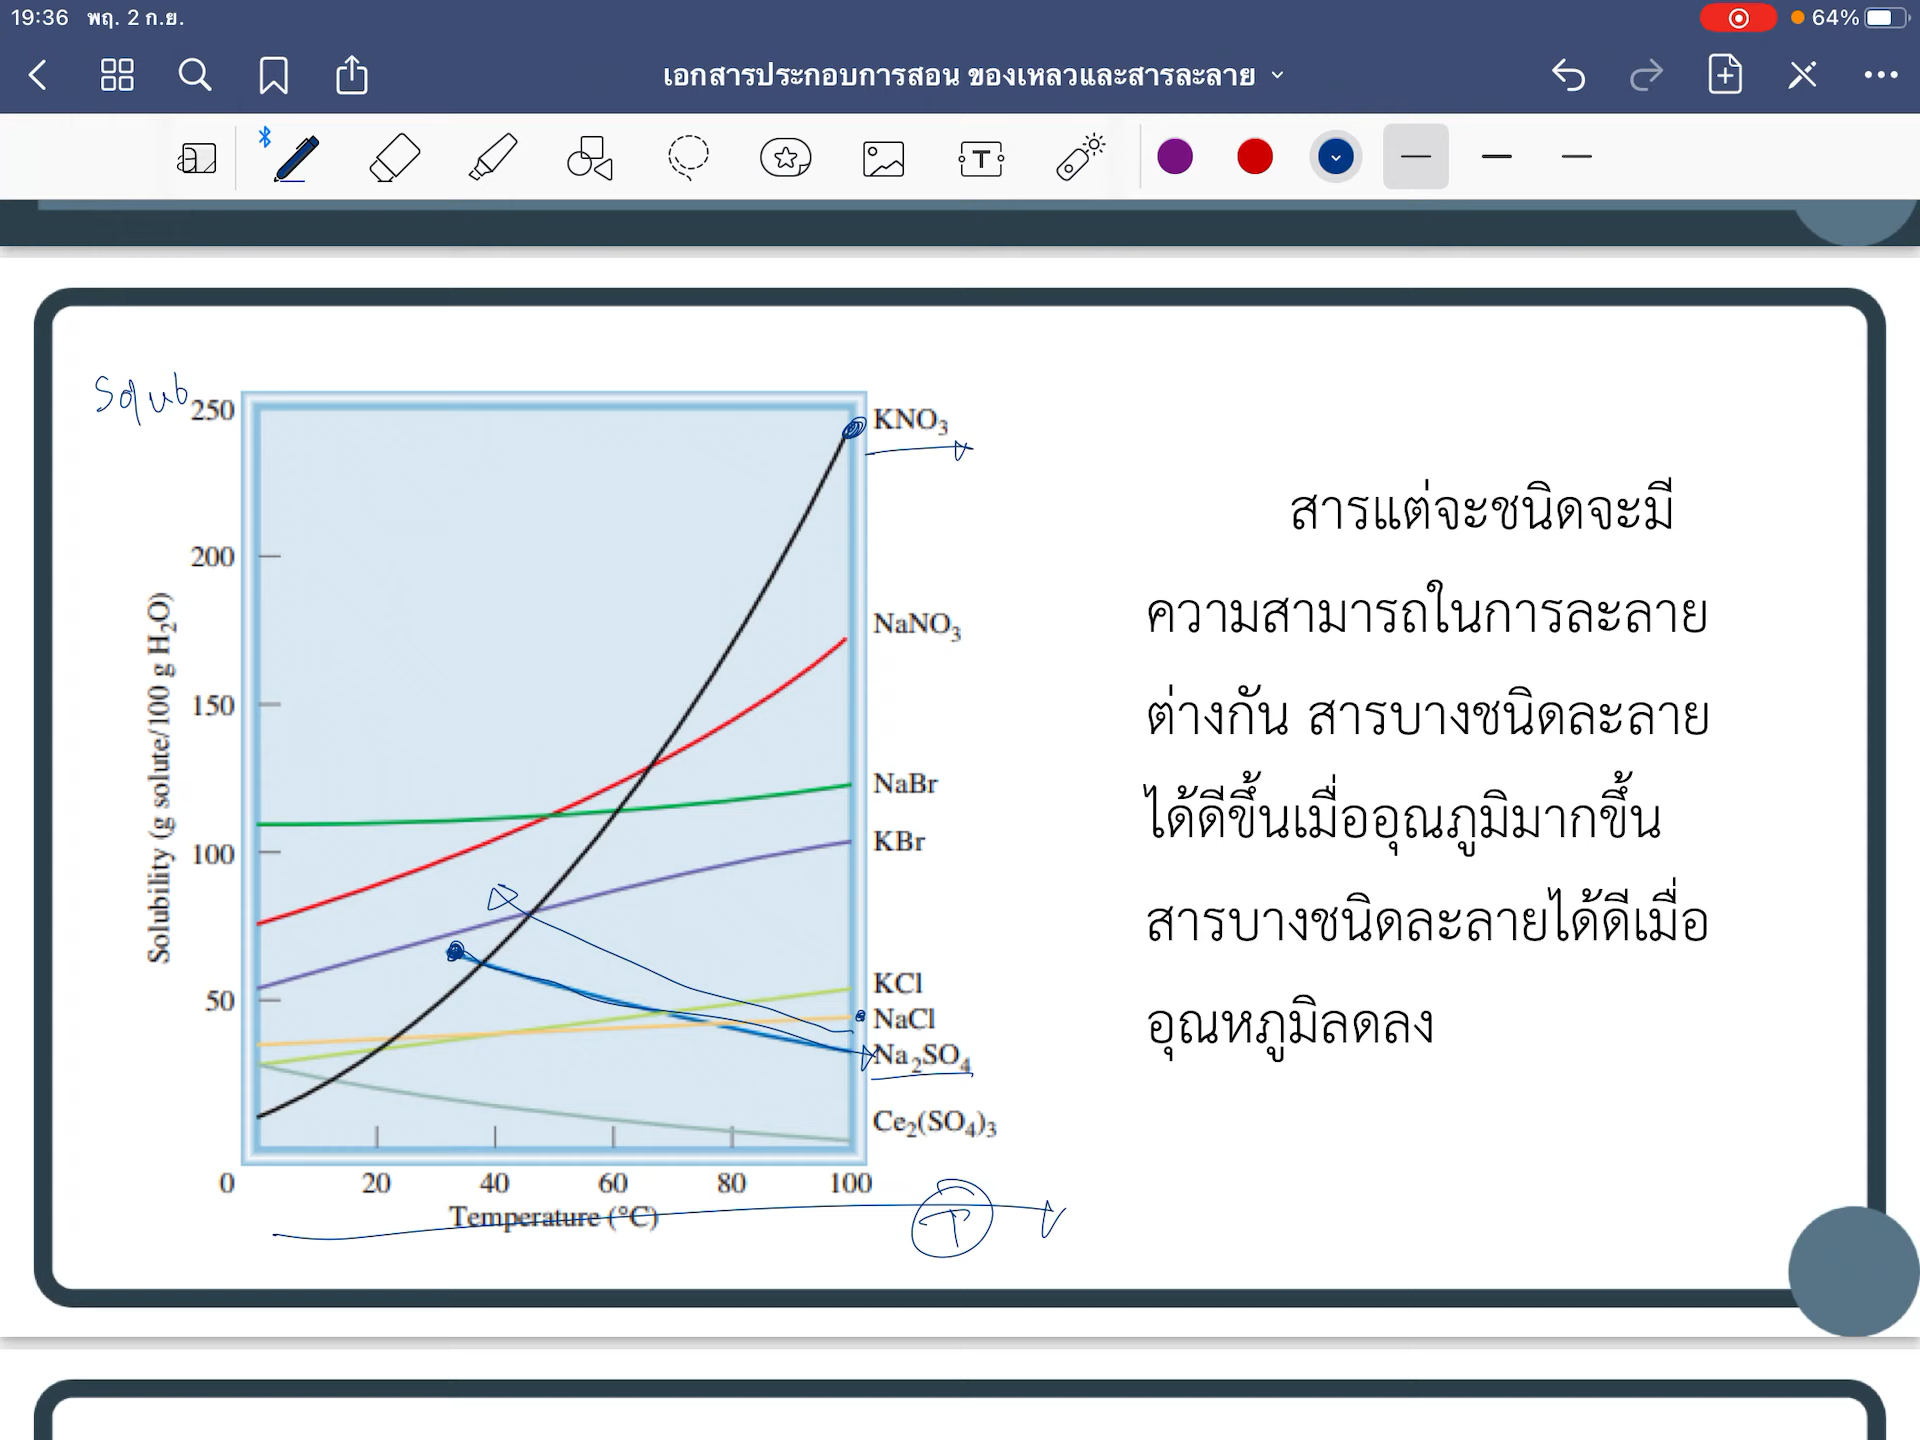 19:36 พฤ. 2 ก.ย.
64%
เอกสารประกอบการสอน ของเหลวและสารละลาย
Solub
250
200
150
100
50
0
20
40
60
80
100
Solubility (g solute/100 g H₂O)
Temperature (°C)
T
KNO₃
NaNO₃
NaBr
KBr
KCl
NaCl
Na₂SO₄
Ce₂(SO₄)₃
สารแต่จะชนิดจะมี
ความสามารถในการละลาย
ต่างกัน สารบางชนิดละลาย
ได้ดีขึ้นเมื่ออุณภูมิมากขึ้น
สารบางชนิดละลายได้ดีเมื่อ
อุณหภูมิลดลง